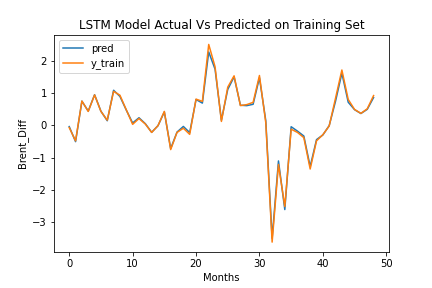 LSTM Model Actual Vs Predicted on Training Set
pred
y_train
Brent_Diff
2
1
0
−1
−2
−3
0 10 20 30 40 50
Months